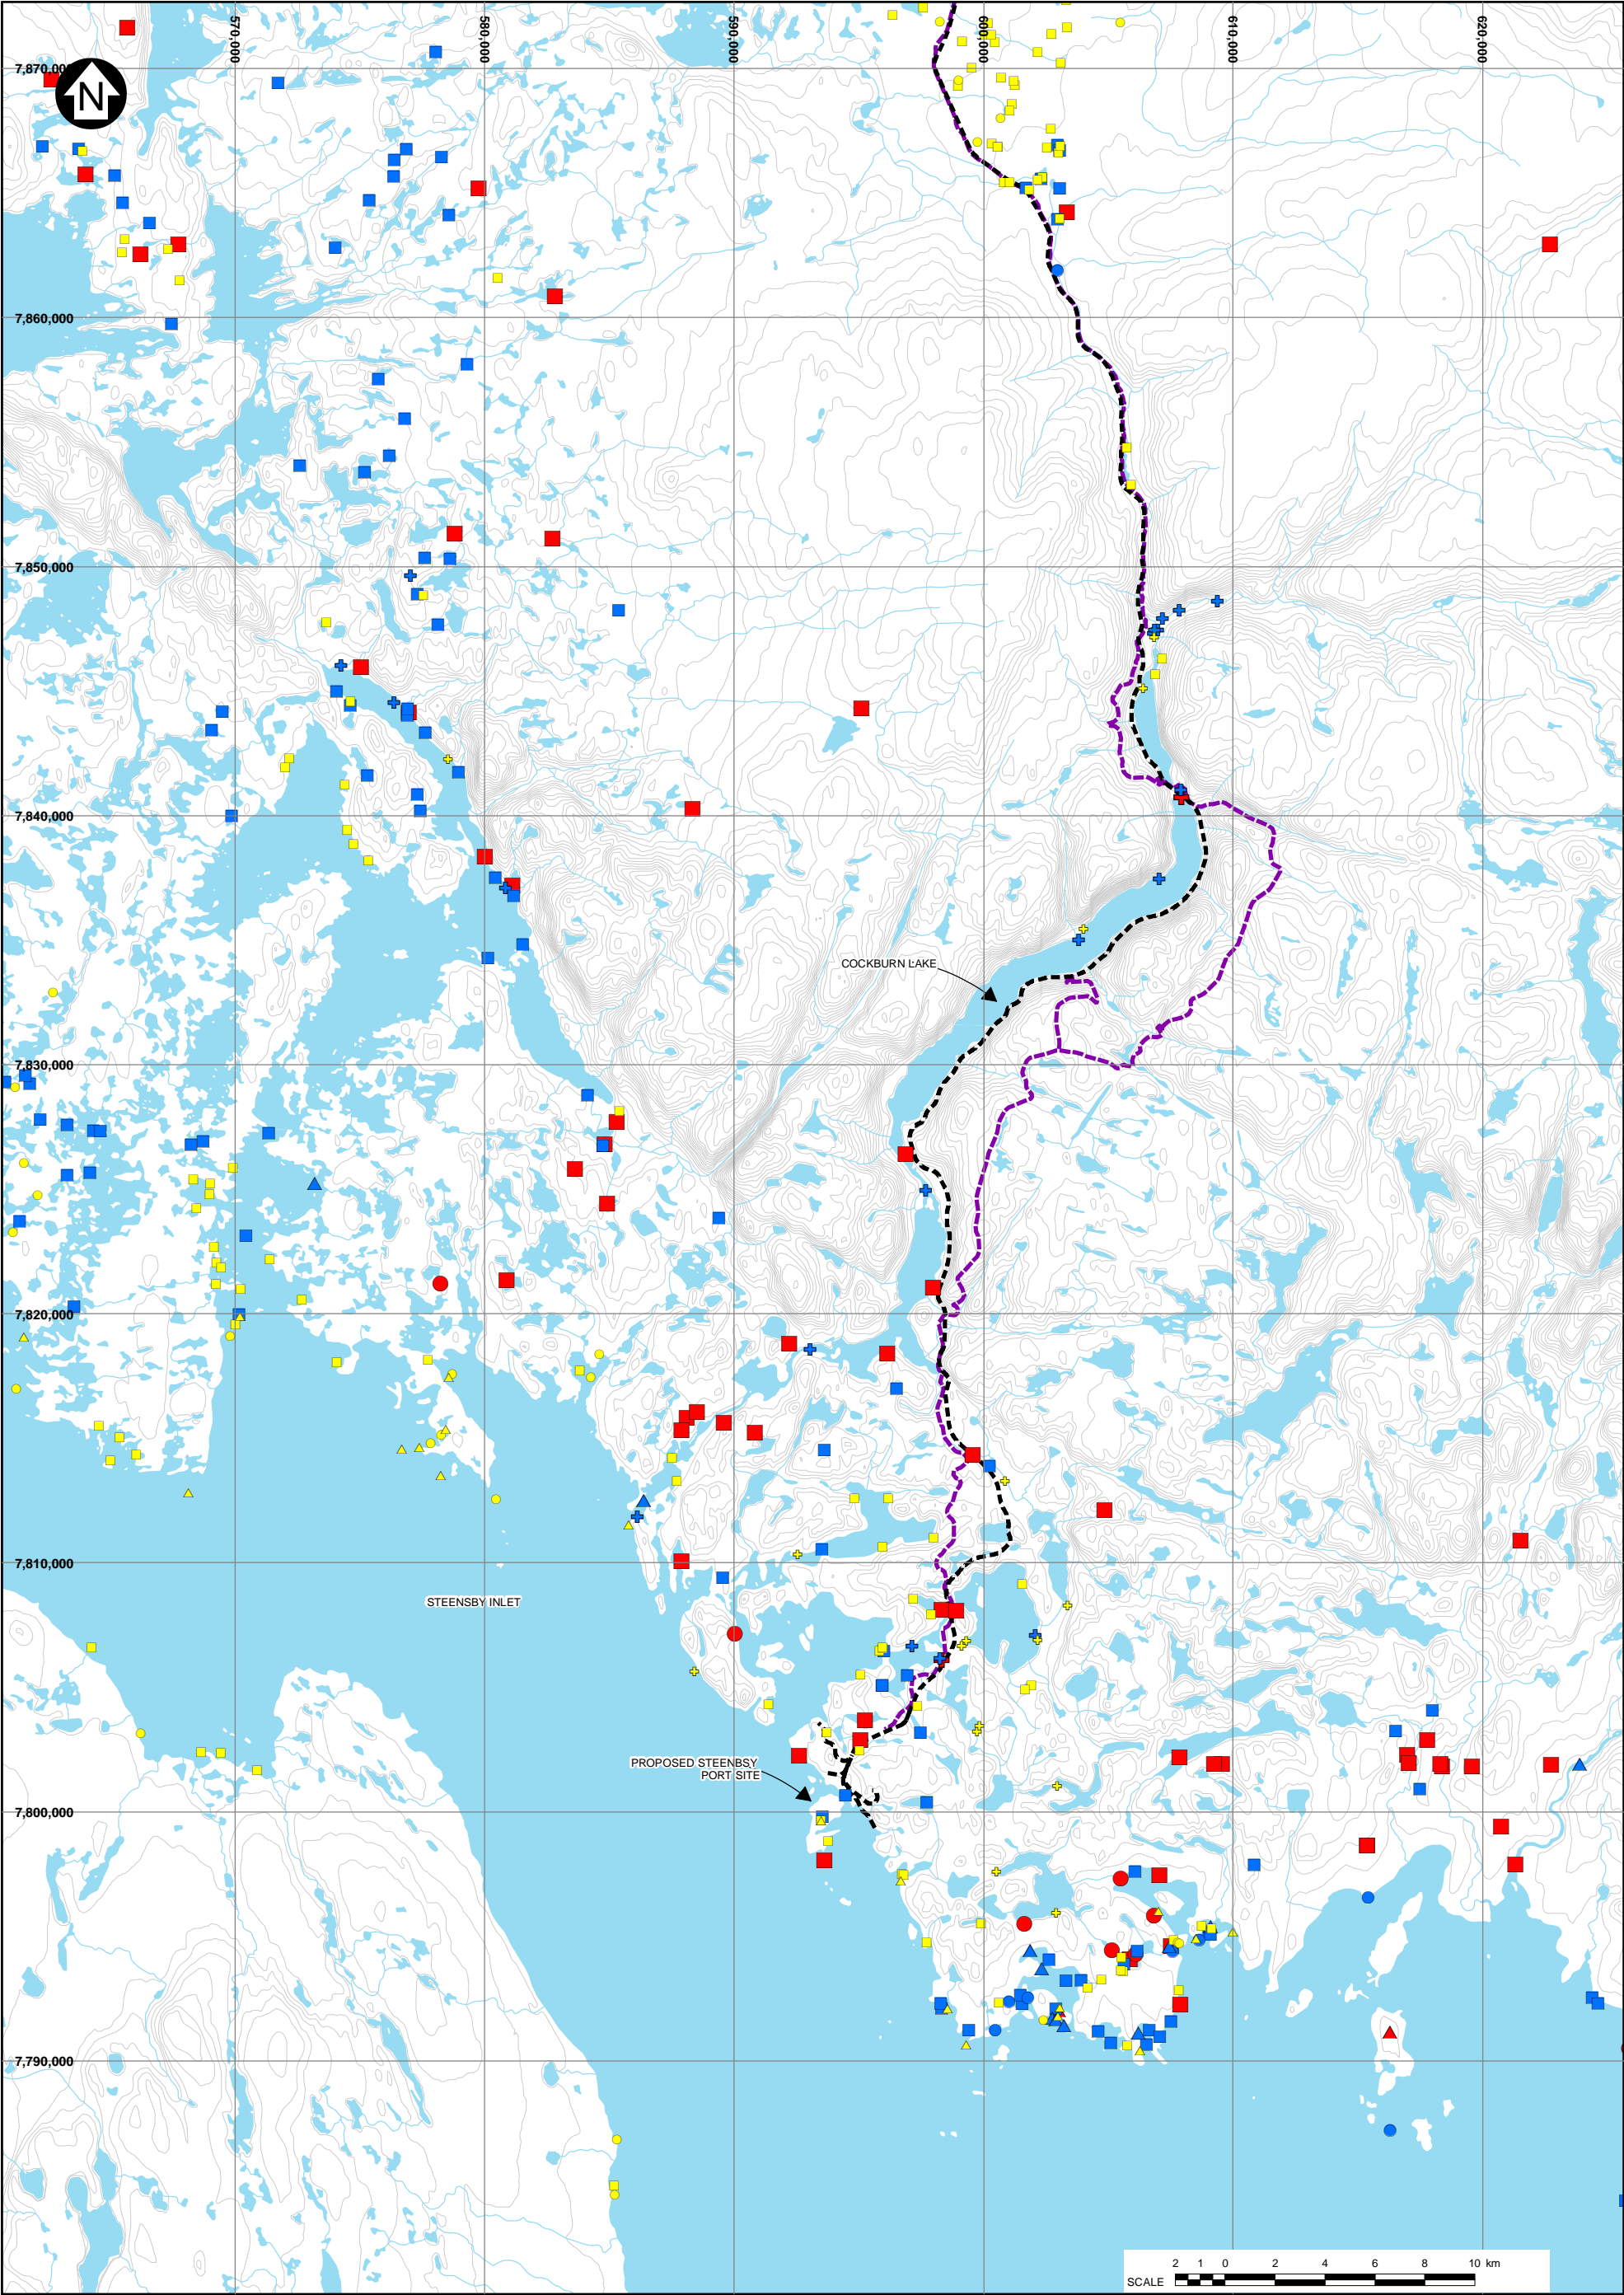 570,000
580,000
590,000
600,000
610,000
620,000
7,870,000
N
7,860,000
7,850,000
7,840,000
COCKBURN LAKE
7,830,000
7,820,000
7,810,000
STEENSBY INLET
PROPOSED STEENBSY
PORT SITE
7,800,000
7,790,000
2 1 0 2 4 6 8 10 km
SCALE